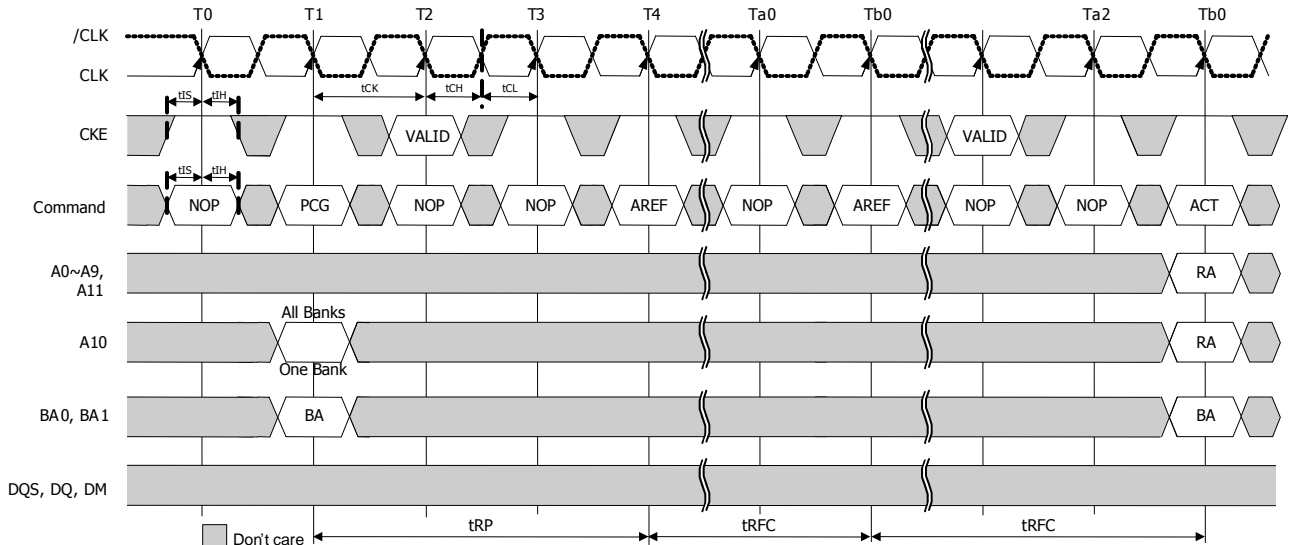 T0 T1 T2 T3 T4 Ta0 Tb0 Ta2 Tb0
/CLK
CLK
tCK tCH tCL
tIS tIH
CKE VALID VALID
tIS tIH
Command NOP PCG NOP NOP AREF NOP AREF NOP NOP ACT
A0~A9,
A11
RA
All Banks
A10 RA
One Bank
BA0, BA1 BA BA
DQS, DQ, DM
tRP tRFC tRFC
Don't care